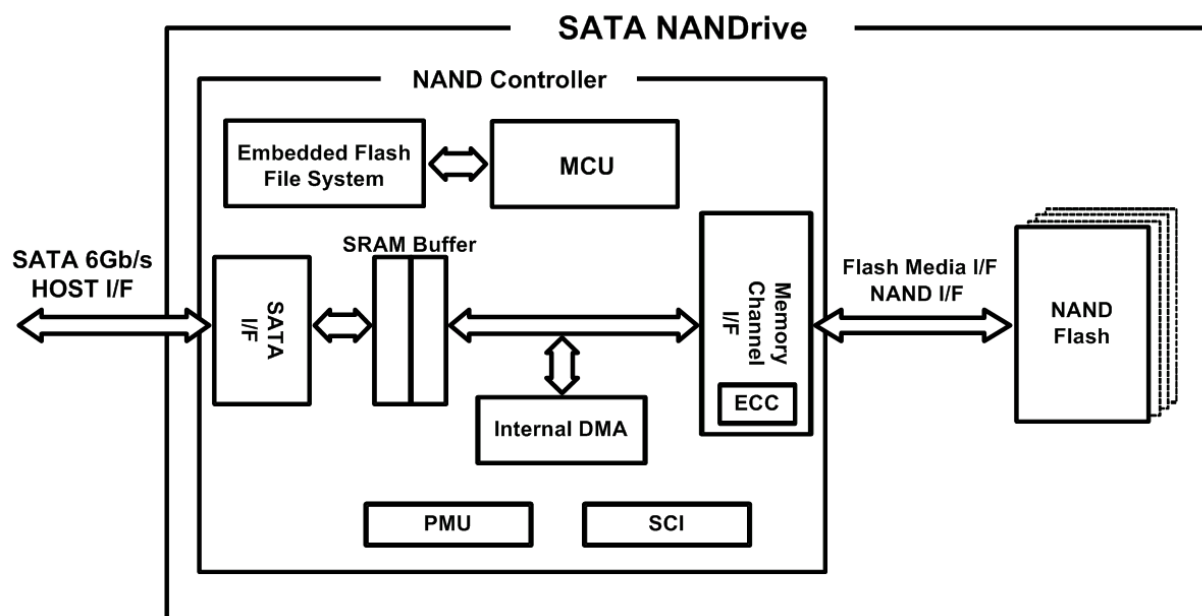 SATA NANDrive
NAND Controller
Embedded Flash
File System
MCU
SATA 6Gb/s
HOST I/F
SATA
I/F
SRAM Buffer
Internal DMA
Memory
Channel
I/F
ECC
Flash Media I/F
NAND I/F
NAND
Flash
PMU
SCI